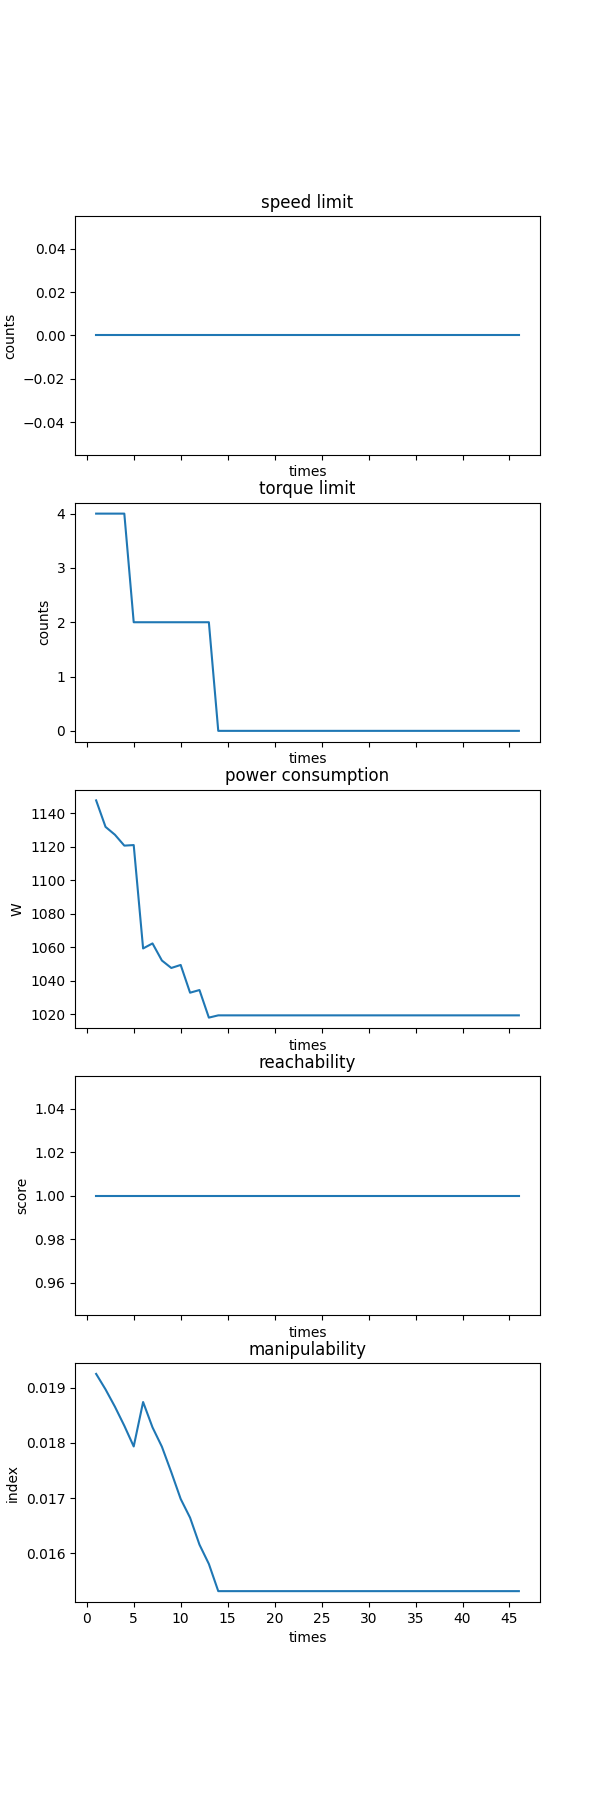 speed limit
0.04
0.02
0.00
−0.02
−0.04
counts
times
torque limit
4
3
2
1
0
counts
times
power consumption
1140
1120
1100
1080
1060
1040
1020
W
times
reachability
1.04
1.02
1.00
0.98
0.96
score
times
manipulability
0.019
0.018
0.017
0.016
index
0 5 10 15 20 25 30 35 40 45
times